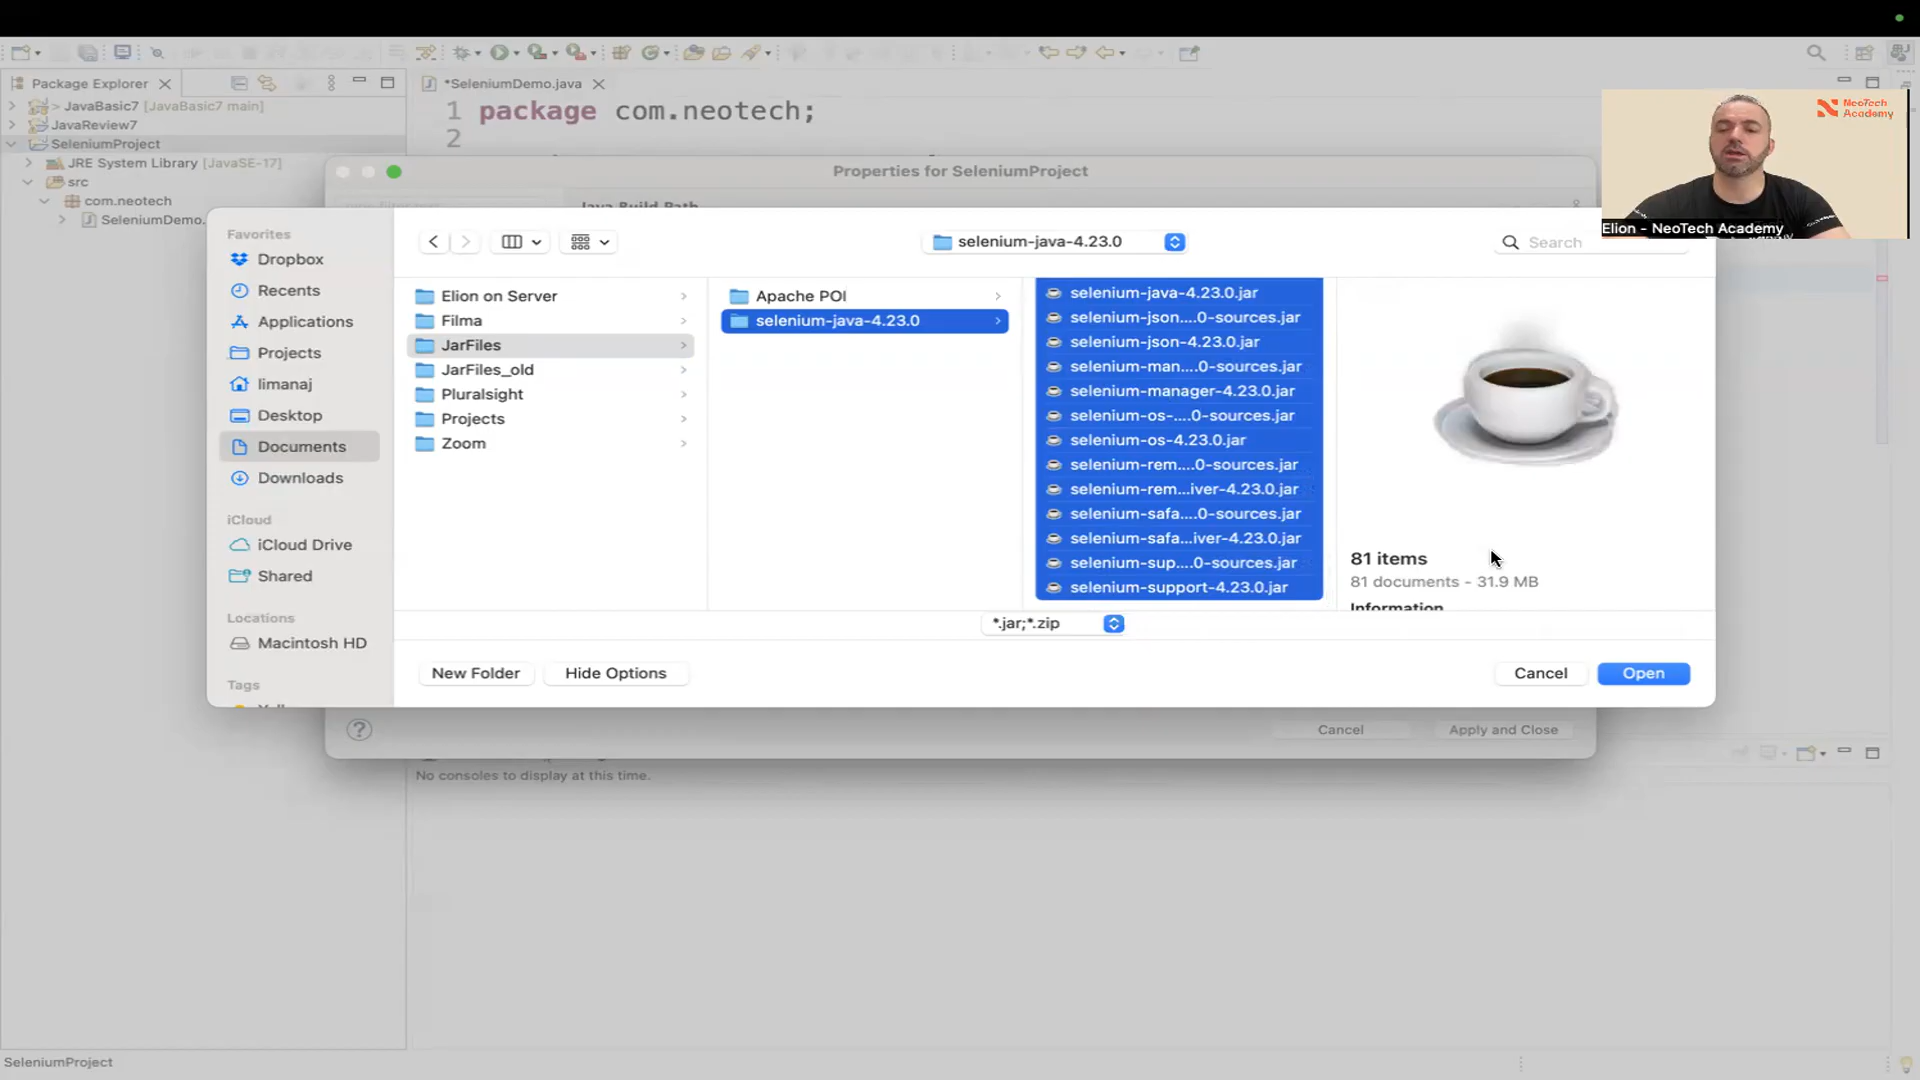 Package Explorer
*SeleniumDemo.java
> JavaBasic7 [JavaBasic7 main]
JavaReview7
SeleniumProject
JRE System Library [JavaSE-17]
src
com.neotech
SeleniumDemo.
1 package com.neotech;
2
NeoTech
Academy
Elion - NeoTech Academy
Properties for SeleniumProject
Java Build Path
Favorites
Dropbox
Recents
Applications
Projects
limanaj
Desktop
Documents
Downloads
iCloud
iCloud Drive
Shared
Locations
Macintosh HD
Tags
selenium-java-4.23.0
Search
Elion on Server
Filma
JarFiles
JarFiles_old
Pluralsight
Projects
Zoom
Apache POI
selenium-java-4.23.0
selenium-java-4.23.0.jar
selenium-json....0-sources.jar
selenium-json-4.23.0.jar
selenium-man....0-sources.jar
selenium-manager-4.23.0.jar
selenium-os-....0-sources.jar
selenium-os-4.23.0.jar
selenium-rem....0-sources.jar
selenium-rem...iver-4.23.0.jar
selenium-safa....0-sources.jar
selenium-safa...iver-4.23.0.jar
selenium-sup....0-sources.jar
selenium-support-4.23.0.jar
81 items
81 documents - 31.9 MB
Information
*.jar;*.zip
New Folder
Hide Options
Cancel
Open
?
Cancel
Apply and Close
No consoles to display at this time.
SeleniumProject